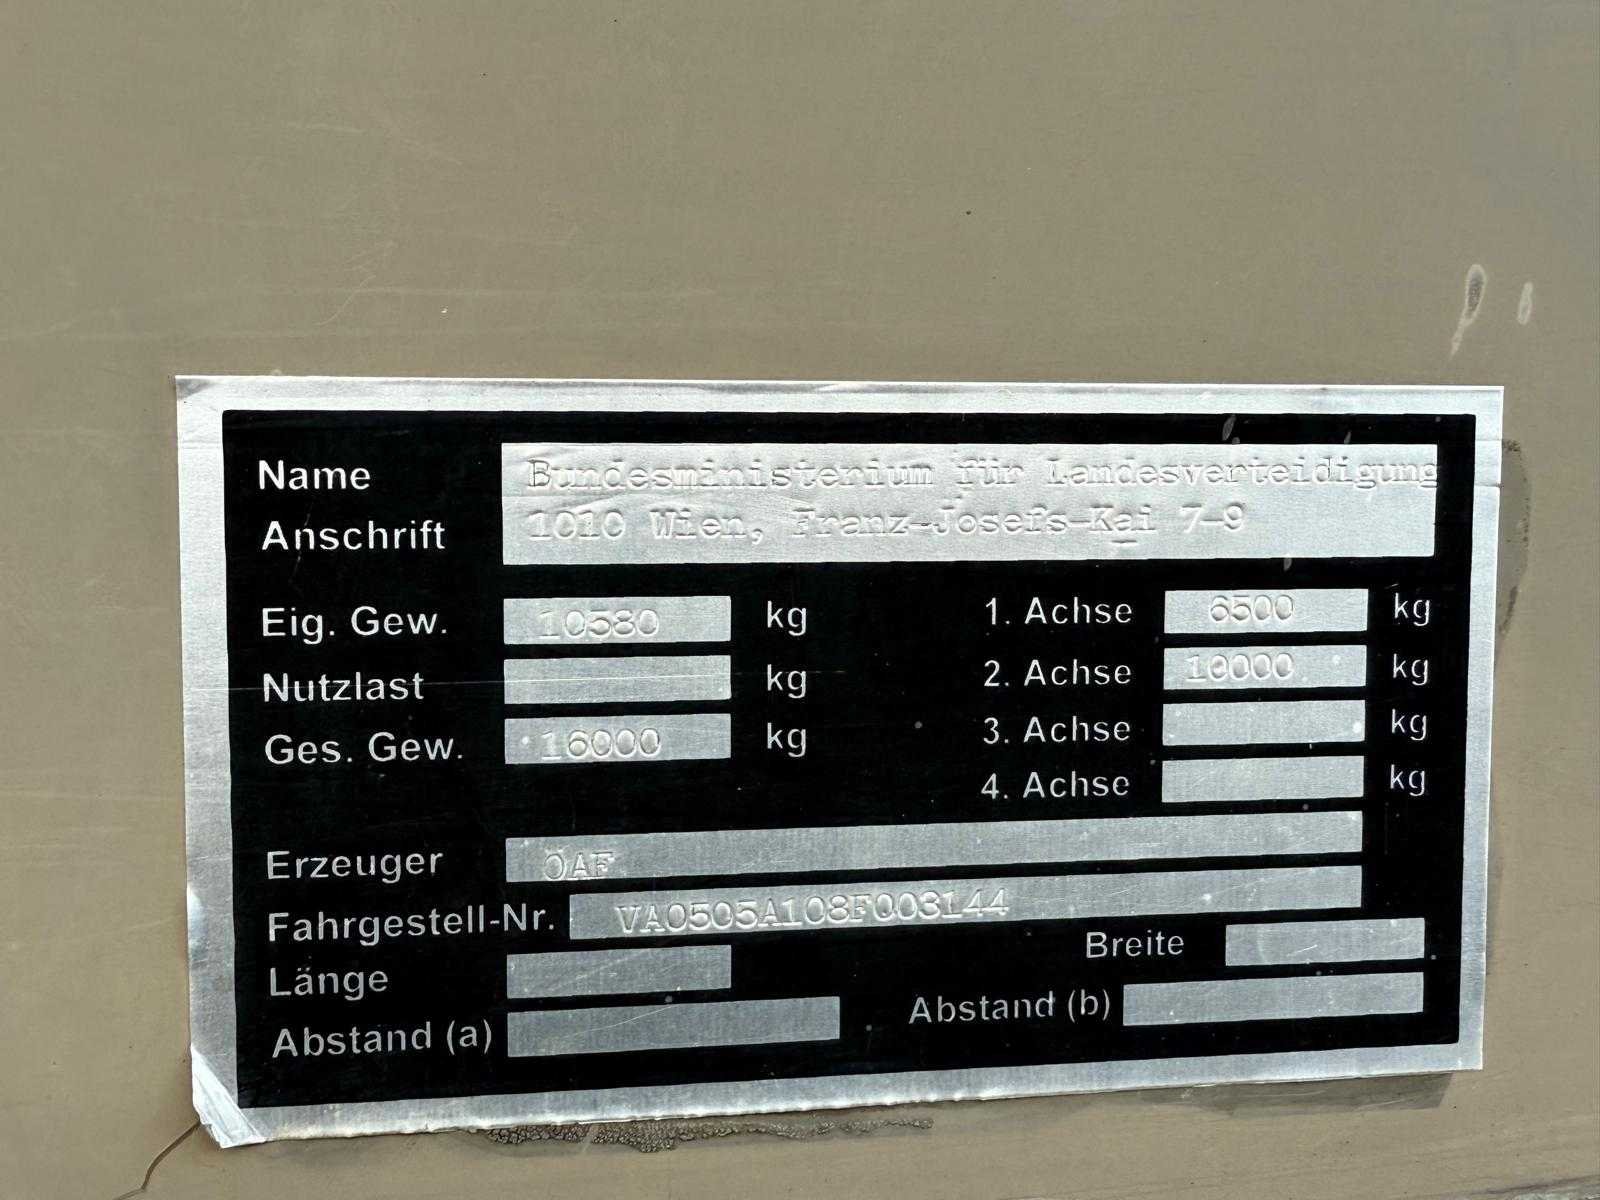 Name Bundesministerium für Landesverteidigung
Anschrift 1010 Wien, Franz-Josefs-Kai 7-9
Eig. Gew. 10580 kg 1. Achse 6500 kg
Nutzlast kg 2. Achse 10000 kg
Ges. Gew. 16000 kg 3. Achse kg
4. Achse kg
Erzeuger ÖAF
Fahrgestell-Nr. VA0505A108F003144
Länge Breite
Abstand (a) Abstand (b)